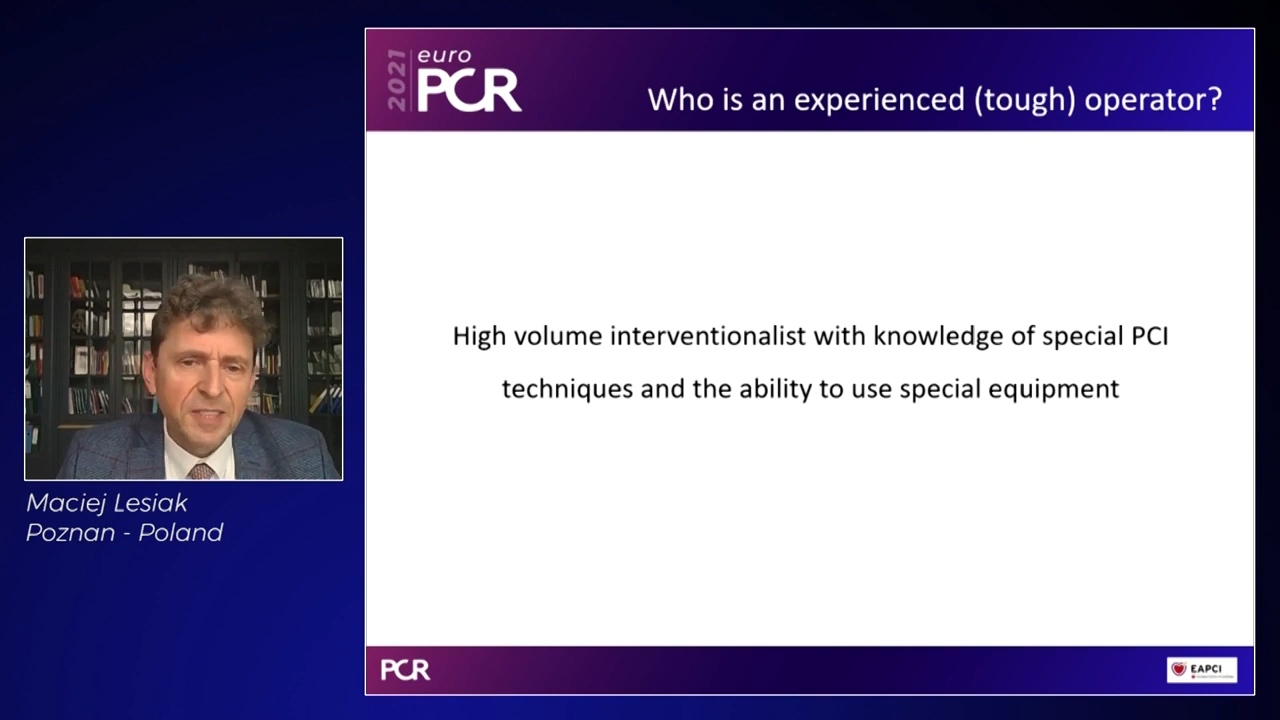 2021
euro
PCR
Who is an experienced (tough) operator?
High volume interventionalist with knowledge of special PCI
techniques and the ability to use special equipment
Maciej Lesiak
Poznan - Poland
PCR
EAPCI